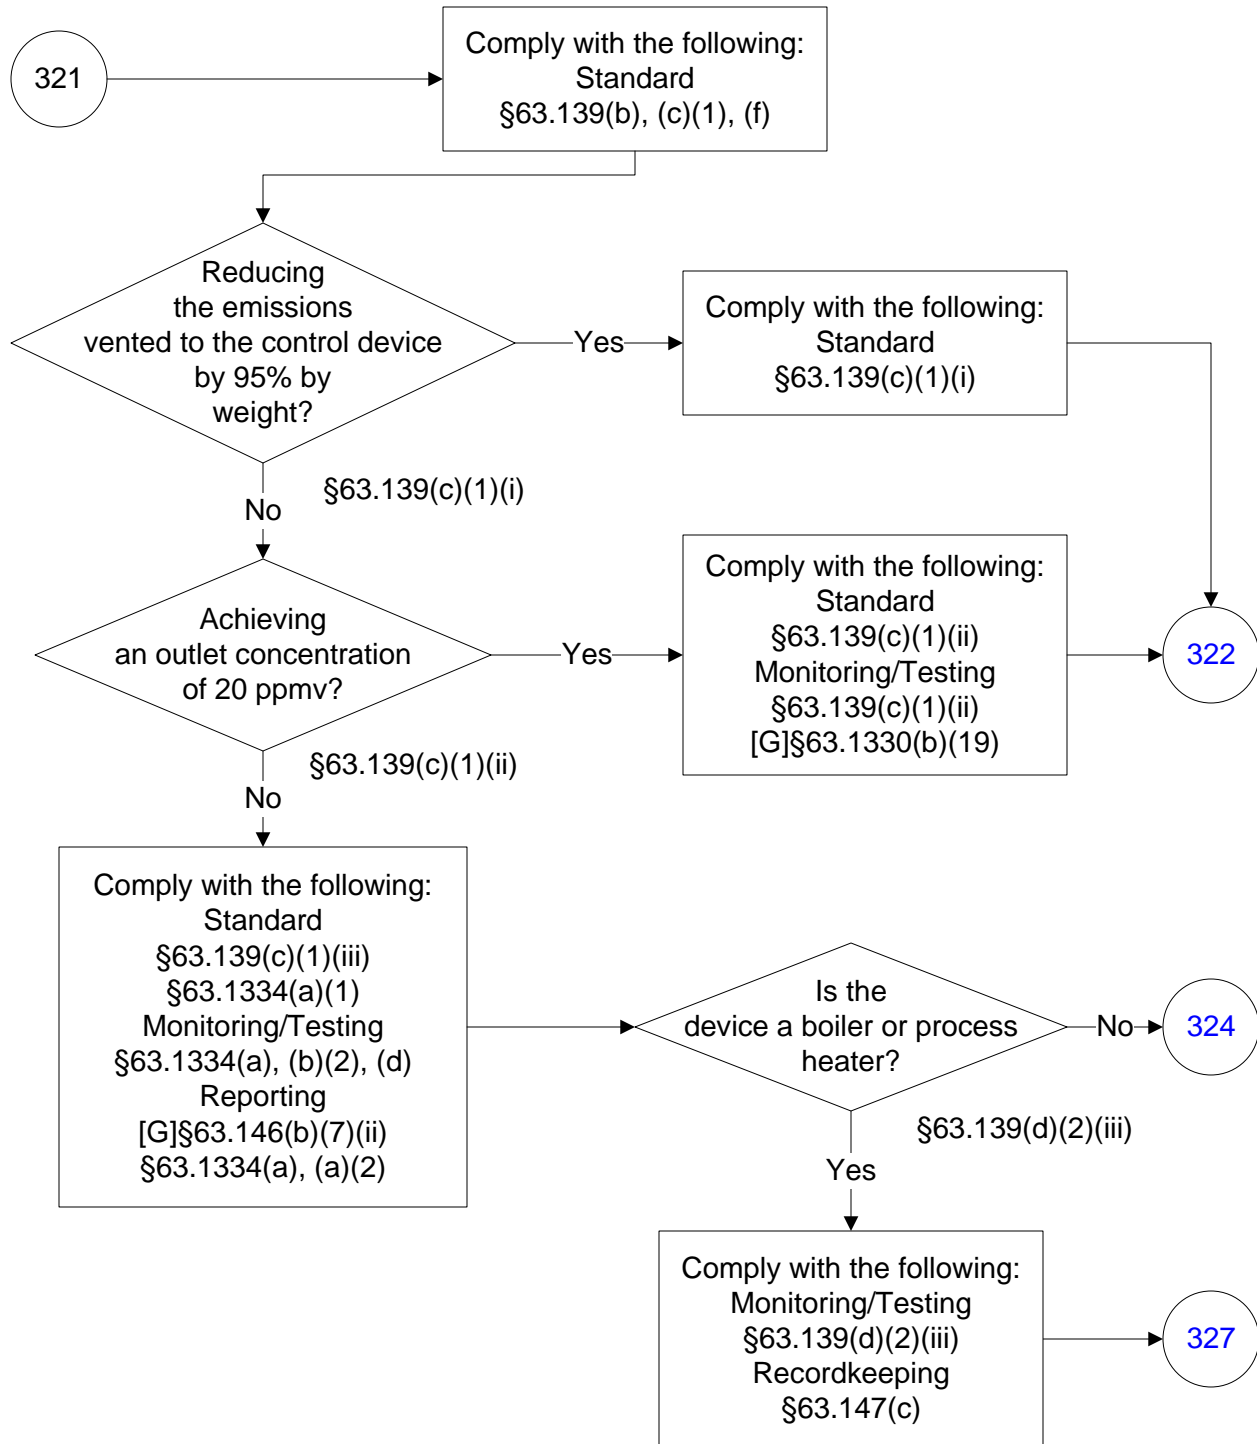 321
Comply with the following:
Standard
§63.139(b), (c)(1), (f)
Reducing
the emissions
vented to the control device
by 95% by
weight?
Yes
Comply with the following:
Standard
§63.139(c)(1)(i)
§63.139(c)(1)(i)
No
Achieving
an outlet concentration
of 20 ppmv?
Yes
Comply with the following:
Standard
§63.139(c)(1)(ii)
Monitoring/Testing
§63.139(c)(1)(ii)
[G]§63.1330(b)(19)
322
§63.139(c)(1)(ii)
No
Comply with the following:
Standard
§63.139(c)(1)(iii)
§63.1334(a)(1)
Monitoring/Testing
§63.1334(a), (b)(2), (d)
Reporting
[G]§63.146(b)(7)(ii)
§63.1334(a), (a)(2)
Is the
device a boiler or process
heater?
No
324
§63.139(d)(2)(iii)
Yes
Comply with the following:
Monitoring/Testing
§63.139(d)(2)(iii)
Recordkeeping
§63.147(c)
327